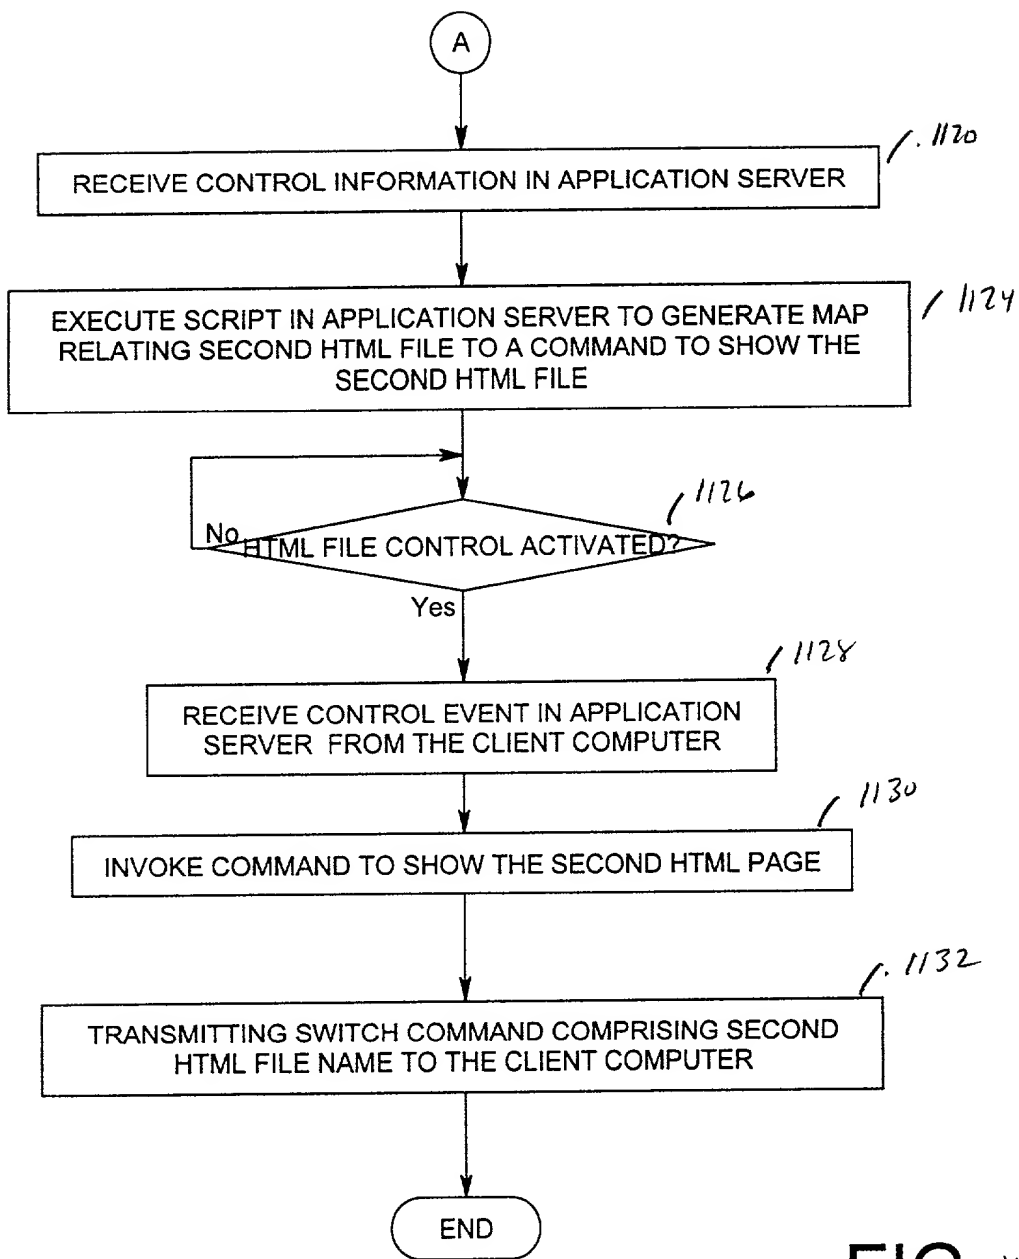 A
1120
RECEIVE CONTROL INFORMATION IN APPLICATION SERVER
1124
EXECUTE SCRIPT IN APPLICATION SERVER TO GENERATE MAP
RELATING SECOND HTML FILE TO A COMMAND TO SHOW THE
SECOND HTML FILE
1126
No
HTML FILE CONTROL ACTIVATED?
Yes
1128
RECEIVE CONTROL EVENT IN APPLICATION
SERVER FROM THE CLIENT COMPUTER
1130
INVOKE COMMAND TO SHOW THE SECOND HTML PAGE
1132
TRANSMITTING SWITCH COMMAND COMPRISING SECOND
HTML FILE NAME TO THE CLIENT COMPUTER
END
FIG.